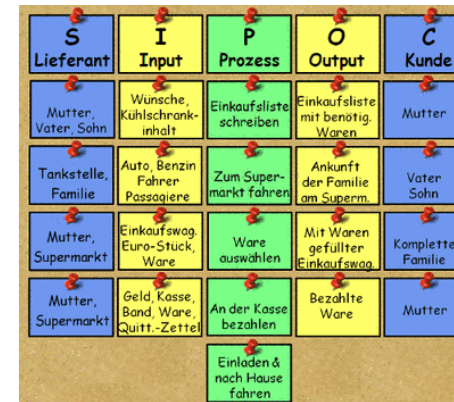 S
Lieferant
I
Input
P
Prozess
O
Output
C
Kunde
Mutter,
Vater, Sohn
Wünsche,
Kühlschrank-
inhalt
Einkaufsliste
schreiben
Einkaufsliste
mit benötig.
Waren
Mutter
Tankstelle,
Familie
Auto, Benzin
Fahrer
Passagiere
Zum Super-
markt fahren
Ankunft
der Familie
am Superm.
Vater
Sohn
Mutter,
Supermarkt
Einkaufswag.
Euro-Stück,
Ware
Ware
auswählen
Mit Waren
gefüllter
Einkaufswag.
Komplette
Familie
Mutter,
Supermarkt
Geld, Kasse,
Band, Ware,
Quitt.-Zettel
An der Kasse
bezahlen
Bezahlte
Ware
Mutter
Einladen &
nach Hause
fahren